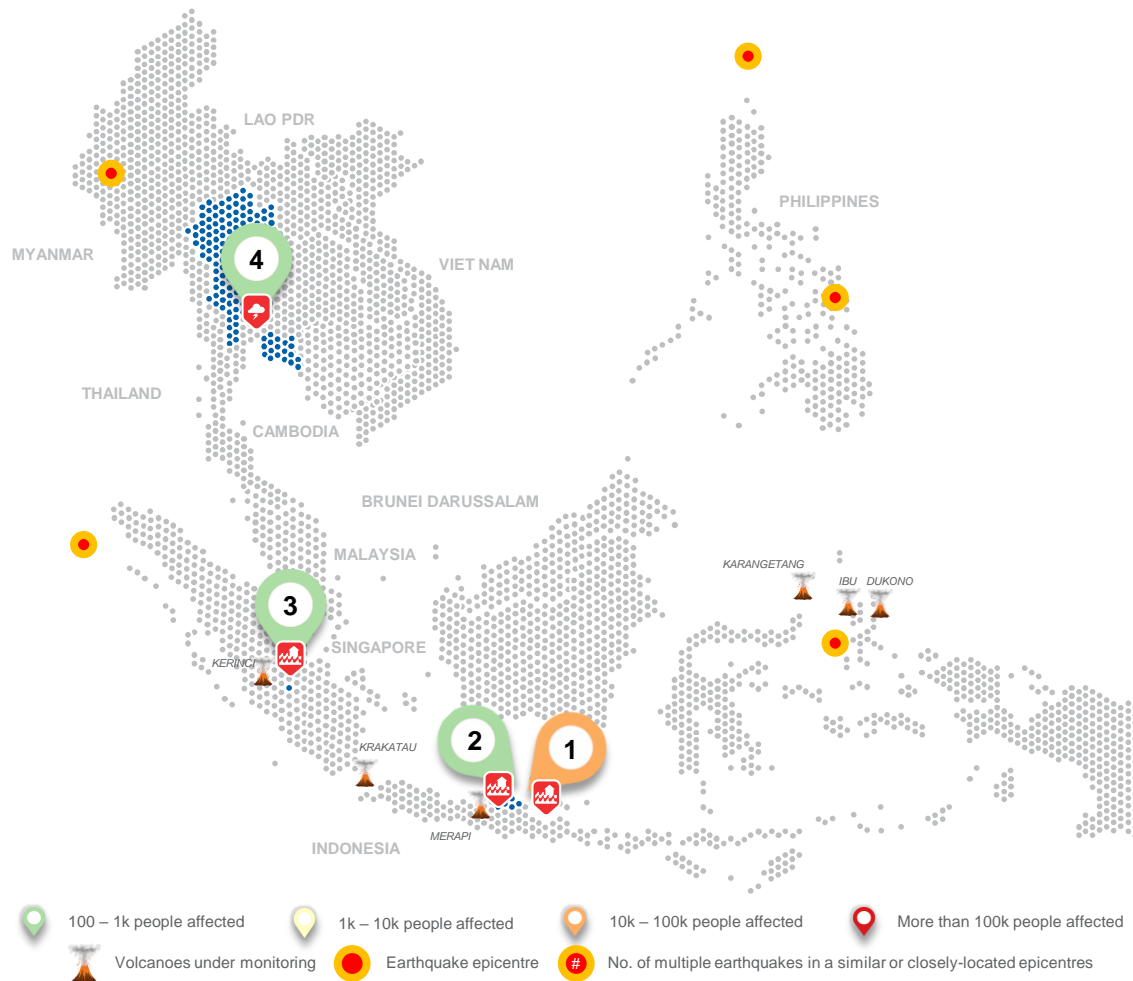 LAO PDR
PHILIPPINES
MYANMAR
4
VIET NAM
THAILAND
CAMBODIA
BRUNEI DARUSSALAM
MALAYSIA
KARANGETANG
IBU
DUKONO
3
SINGAPORE
KERINCI
2
1
KRAKATAU
MERAPI
INDONESIA
100 – 1k people affected
1k – 10k people affected
10k – 100k people affected
More than 100k people affected
Volcanoes under monitoring
Earthquake epicentre
#
No. of multiple earthquakes in a similar or closely-located epicentres